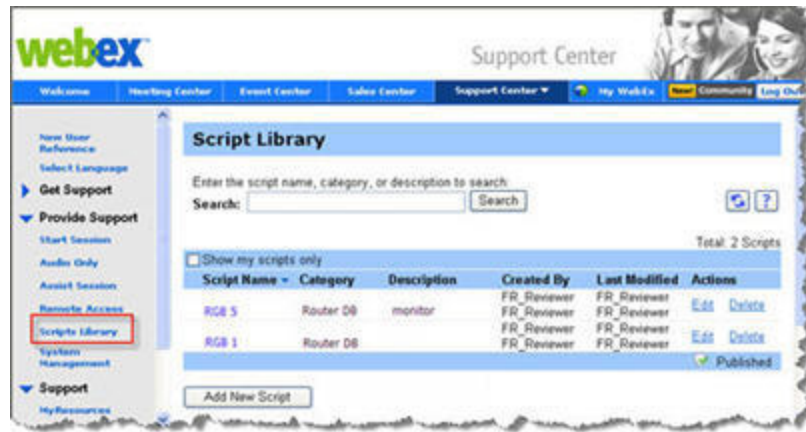 webex
Support Center
Welcome Meeting Center Event Center Sales Center Support Center ▼ My WebEx New! Community Log Out
New User
Reference
Select Language
Get Support
Provide Support
Start Session
Audio Only
Assist Session
Remote Access
Scripts Library
System
Management
Support
MyResources
Script Library
Enter the script name, category, or description to search:
Search: Search ?
Total: 2 Scripts
Show my scripts only
Script Name Category Description Created By Last Modified Actions
RGB 5 Router DB monitor FR_Reviewer FR_Reviewer Edit Delete
FR_Reviewer FR_Reviewer
RGB 1 Router DB FR_Reviewer FR_Reviewer Edit Delete
FR_Reviewer FR_Reviewer
Published
Add New Script